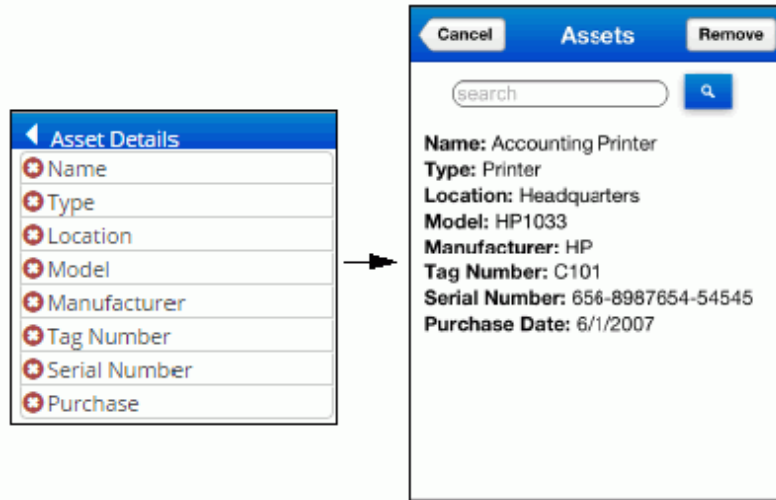 Asset Details
Name
Type
Location
Model
Manufacturer
Tag Number
Serial Number
Purchase
Cancel
Assets
Remove
search
Name: Accounting Printer
Type: Printer
Location: Headquarters
Model: HP1033
Manufacturer: HP
Tag Number: C101
Serial Number: 656-8987654-54545
Purchase Date: 6/1/2007